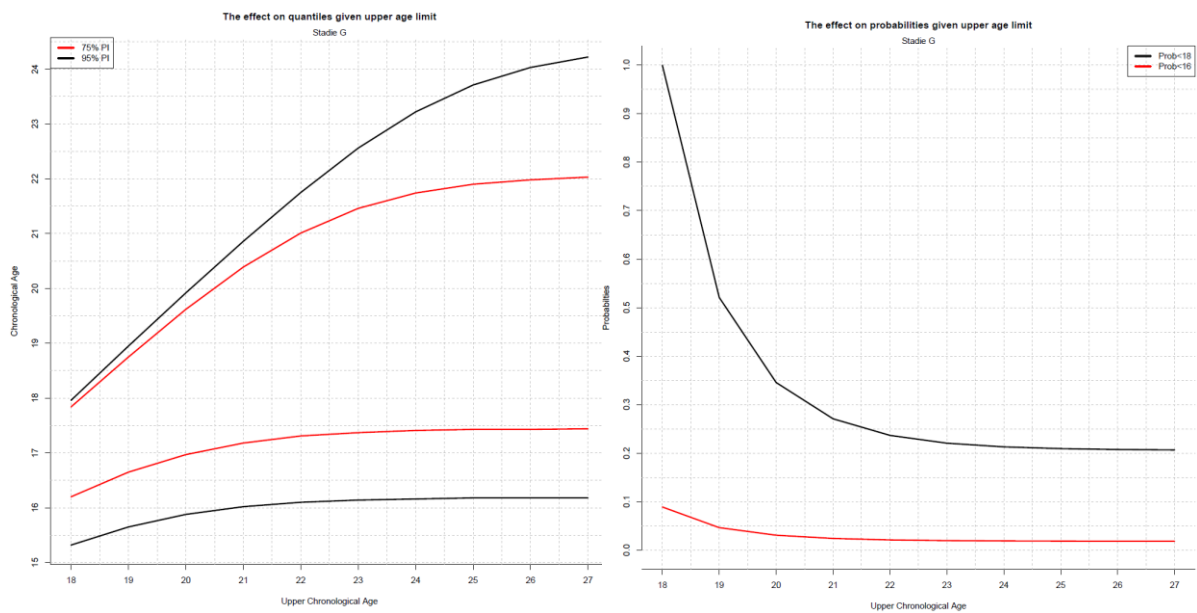 The effect on quantiles given upper age limit
Stadie G
75% PI
95% PI
24
23
22
21
20
19
18
17
16
15
Chronological Age
18 19 20 21 22 23 24 25 26 27
Upper Chronological Age
The effect on probabilities given upper age limit
Stadie G
Prob<18
Prob<16
1.0
0.9
0.8
0.7
0.6
0.5
0.4
0.3
0.2
0.1
0.0
Probabilties
18 19 20 21 22 23 24 25 26 27
Upper Chronological Age